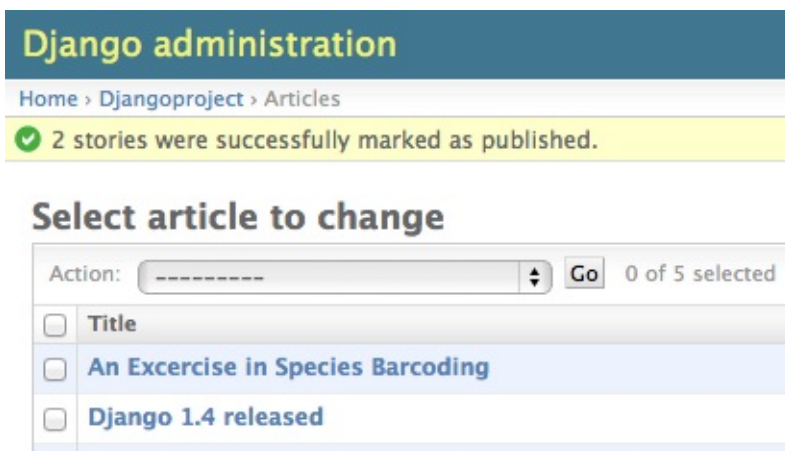 Django administration
Home › Djangoproject › Articles
2 stories were successfully marked as published.
Select article to change
Action: --------- Go 0 of 5 selected
Title
An Excercise in Species Barcoding
Django 1.4 released